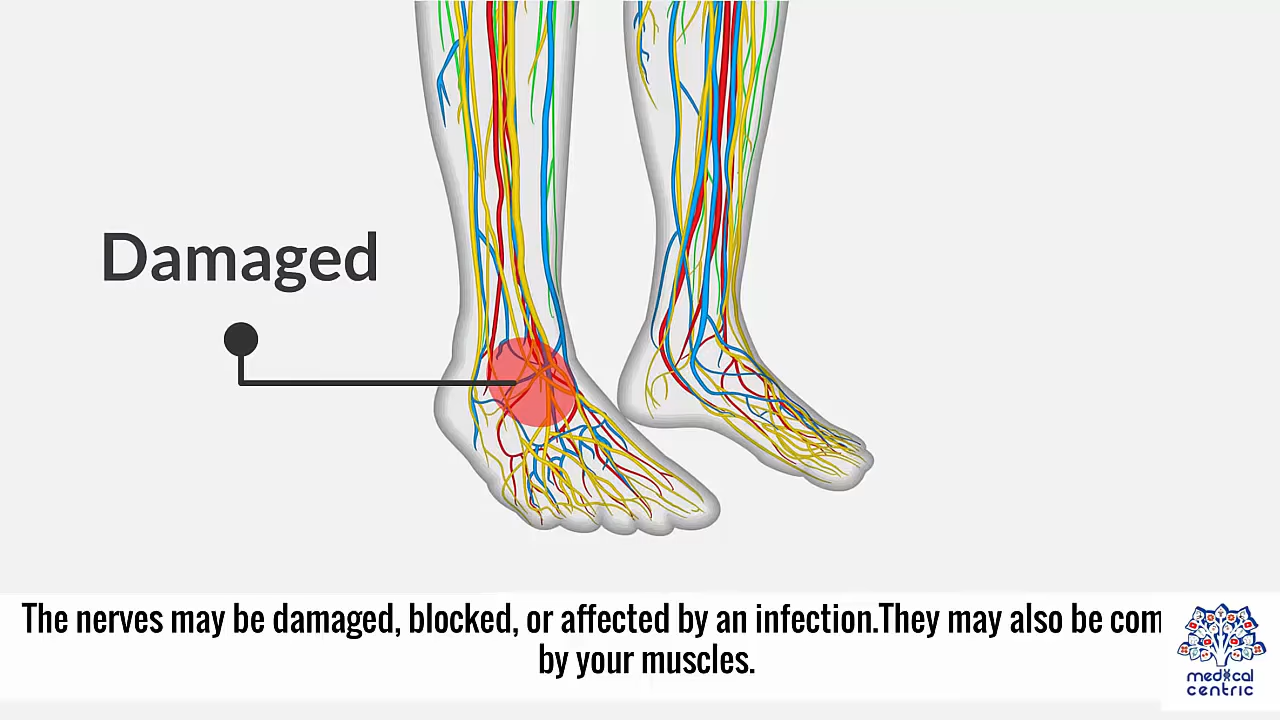 Damaged
The nerves may be damaged, blocked, or affected by an infection.They may also be
by your muscles.
medical
centric